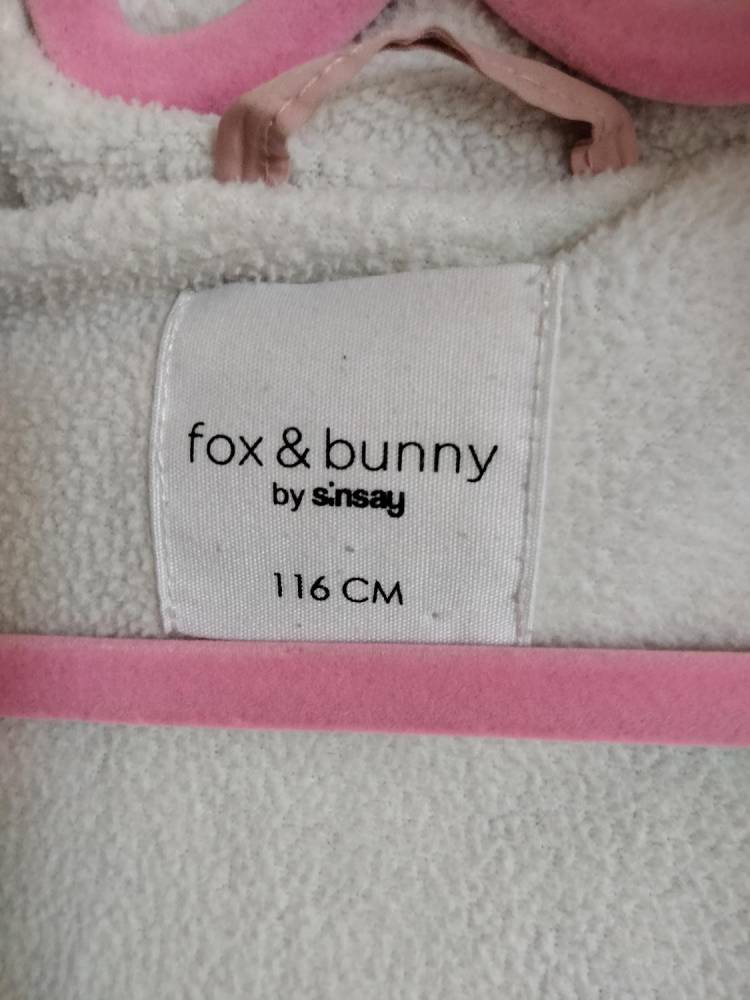 fox & bunny
by sinsay
116 CM